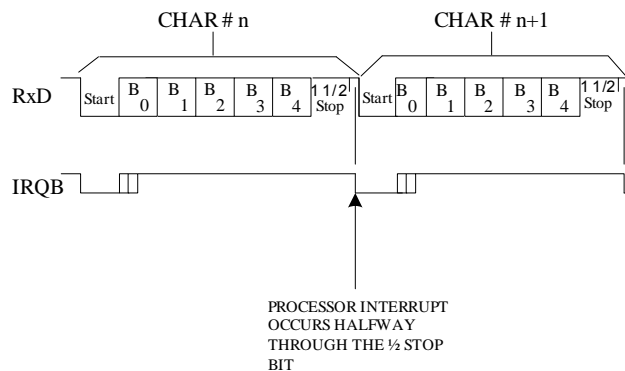 CHAR # n
CHAR # n+1
RxD
Start
B 0
B 1
B 2
B 3
B 4
1 1/2 Stop
Start
B 0
B 1
B 2
B 3
B 4
1 1/2 Stop
IRQB
PROCESSOR INTERRUPT
OCCURS HALFWAY
THROUGH THE ½ STOP
BIT